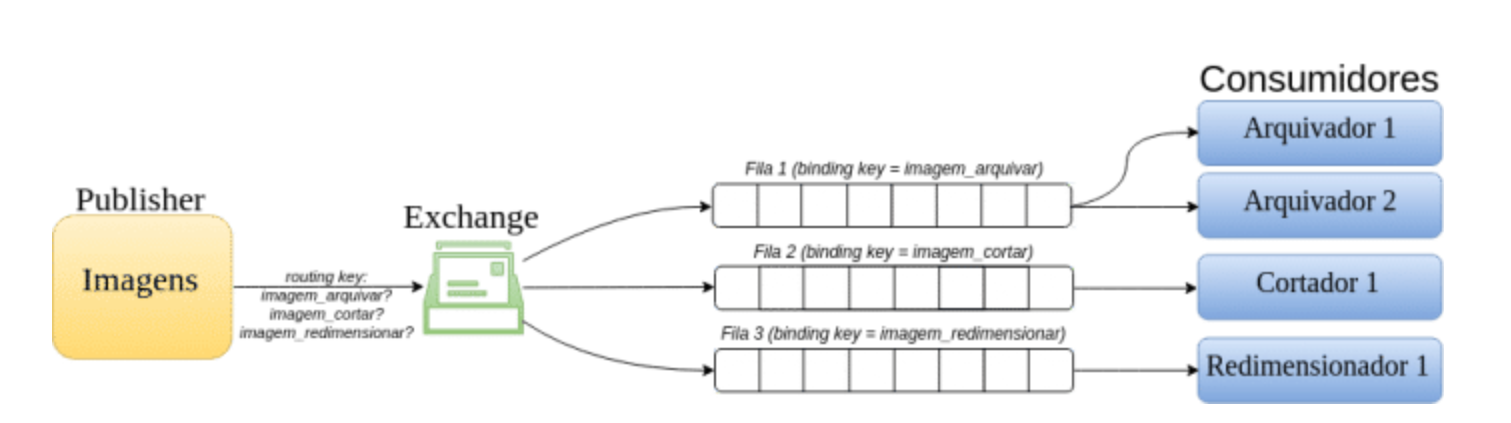 Publisher
Imagens
routing key:
imagem_arquivar?
imagem_cortar?
imagem_redimensionar?
Exchange
Fila 1 (binding key = imagem_arquivar)
Fila 2 (binding key = imagem_cortar)
Fila 3 (binding key = imagem_redimensionar)
Consumidores
Arquivador 1
Arquivador 2
Cortador 1
Redimensionador 1